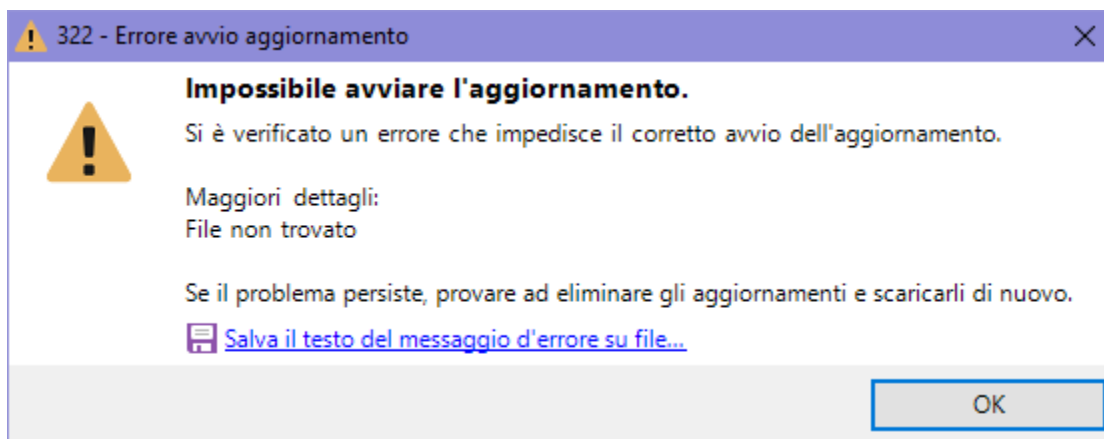 322 - Errore avvio aggiornamento
Impossibile avviare l'aggiornamento.
Si è verificato un errore che impedisce il corretto avvio dell'aggiornamento.
Maggiori dettagli:
File non trovato
Se il problema persiste, provare ad eliminare gli aggiornamenti e scaricarli di nuovo.
Salva il testo del messaggio d'errore su file...
OK